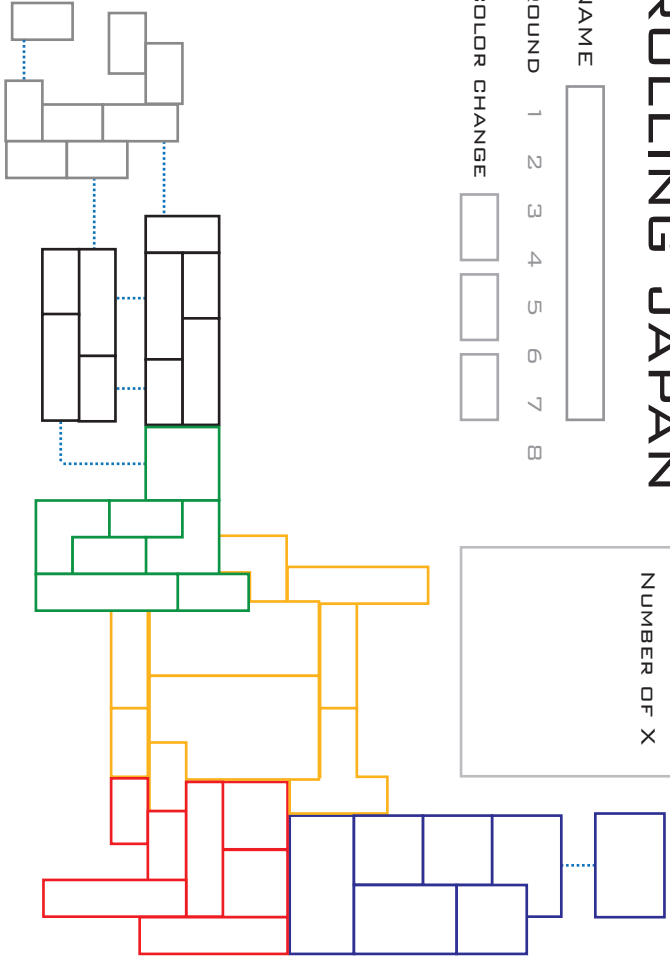 ROLLING JAPAN
NAME
ROUND 1 2 3 4 5 6 7 8
COLOR CHANGE
NUMBER OF X